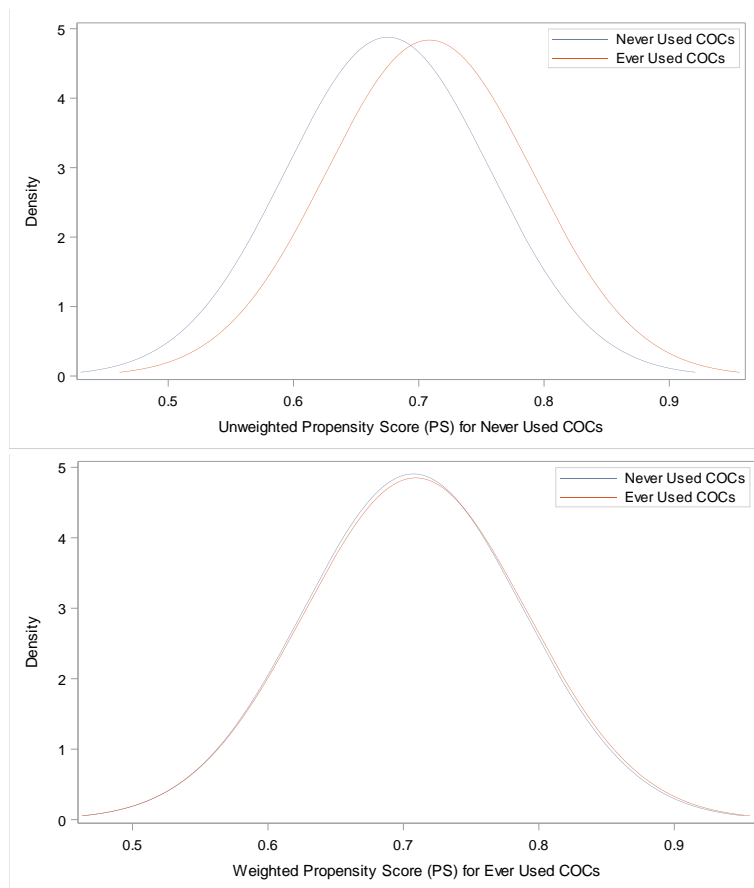 5
4
3
2
1
0
Density
Never Used COCs
Ever Used COCs
0.5 0.6 0.7 0.8 0.9
Unweighted Propensity Score (PS) for Never Used COCs
5
4
3
2
1
0
Density
Never Used COCs
Ever Used COCs
0.5 0.6 0.7 0.8 0.9
Weighted Propensity Score (PS) for Ever Used COCs